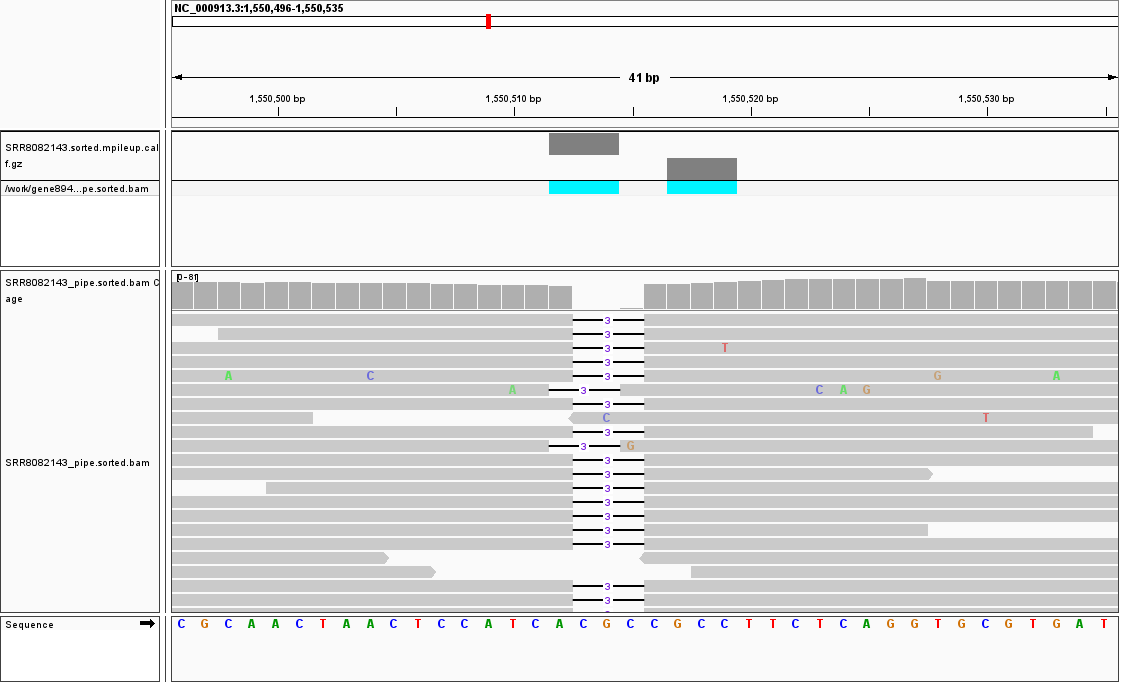 NC_000913.3:1,550,496-1,550,535
41 bp
1,550,500 bp 1,550,510 bp 1,550,520 bp 1,550,530 bp
SRR8082143.sorted.mpileup.cal
f.gz
/work/gene894...pe.sorted.bam
SRR8082143_pipe.sorted.bam C
age
[0-81]
3
3
3 T
3
A C 3 G A
A 3 C A G
3
C T
3
3 G
3
3
3
3
3
3
3
3
3
SRR8082143_pipe.sorted.bam
Sequence
C G C A A C T A A C T C C A T C A C G C C G C C T T C T C A G G T G C G T G A T